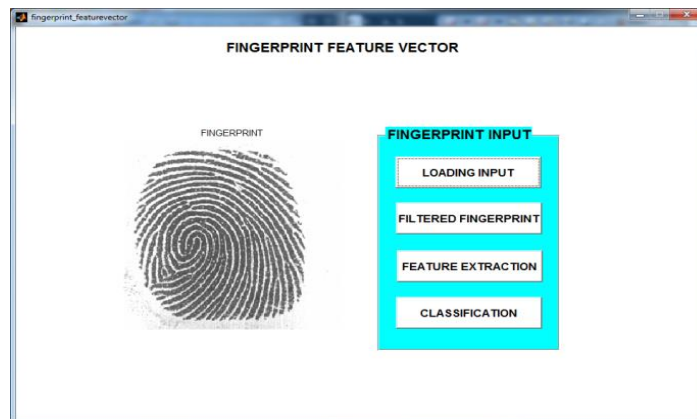 fingerprint_featurevector
FINGERPRINT FEATURE VECTOR
FINGERPRINT
FINGERPRINT INPUT
LOADING INPUT
FILTERED FINGERPRINT
FEATURE EXTRACTION
CLASSIFICATION